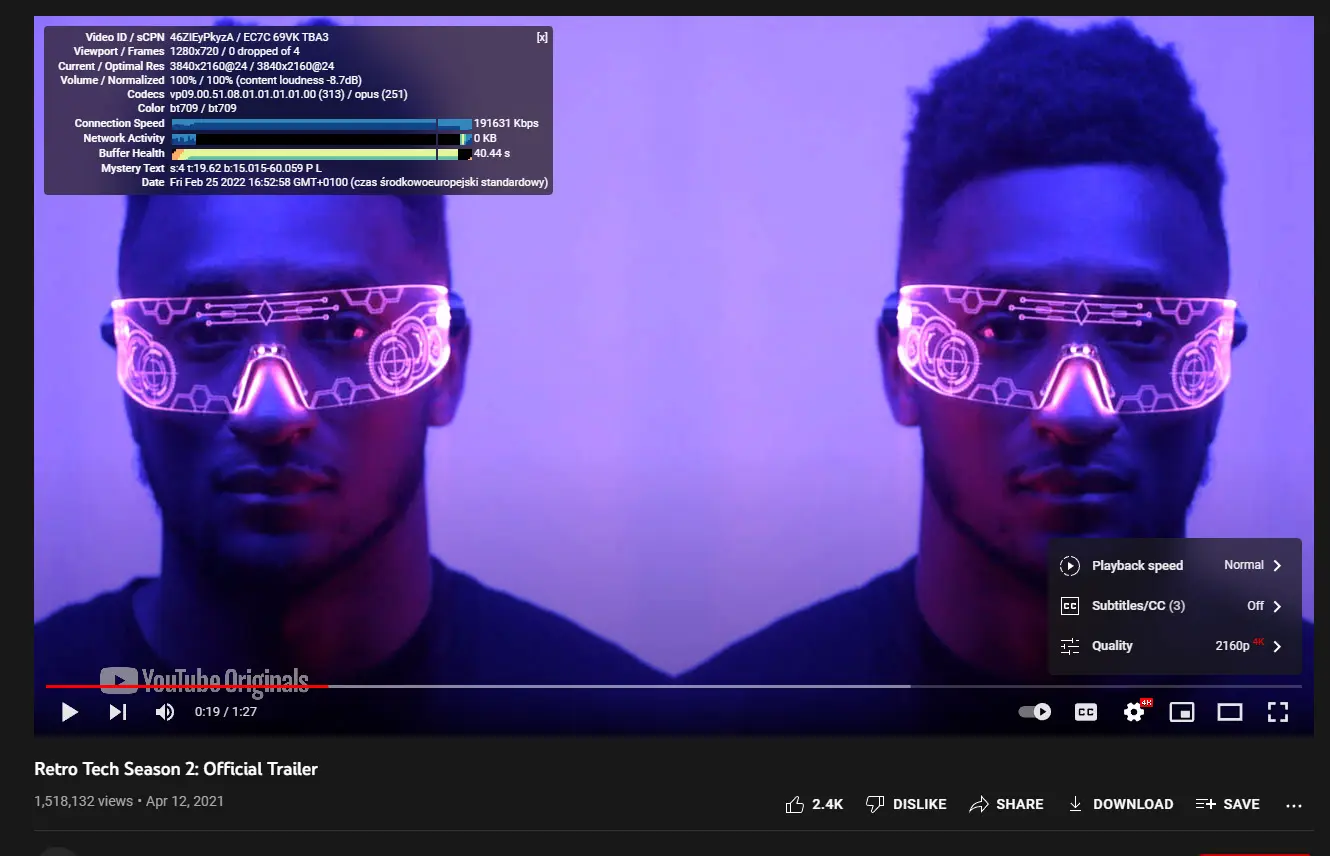 Video ID / sCPN 46ZIEyPkyzA / EC7C 69VK TBA3 [x]
Viewport / Frames 1280x720 / 0 dropped of 4
Current / Optimal Res 3840x2160@24 / 3840x2160@24
Volume / Normalized 100% / 100% (content loudness -8.7dB)
Codecs vp09.00.51.08.01.01.01.01.00 (313) / opus (251)
Color bt709 / bt709
Connection Speed 191631 Kbps
Network Activity 0 KB
Buffer Health 40.44 s
Mystery Text s:4 t:19.62 b:15.015-60.059 P L
Date Fri Feb 25 2022 16:52:58 GMT+0100 (czas środkowoeuropejski standardowy)
Playback speed Normal
CC Subtitles/CC (3) Off
Quality 2160p 4K
YouTube Originals
0:19 / 1:27 CC 4K
Retro Tech Season 2: Official Trailer
1,518,132 views • Apr 12, 2021
2.4K DISLIKE SHARE DOWNLOAD SAVE ...